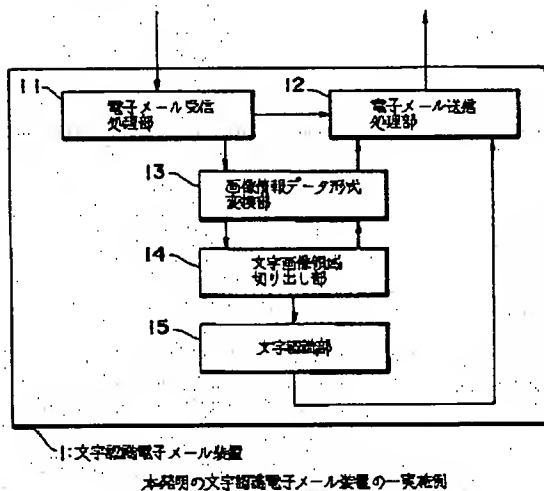 11
電子メール受信
処理部
12
電子メール送信
処理部
13
画像情報データ形式
変換部
14
文字画像領域
切り出し部
15
文字認識部
1:文字認識電子メール装置
本発明の文字認識電子メール装置の一実施例